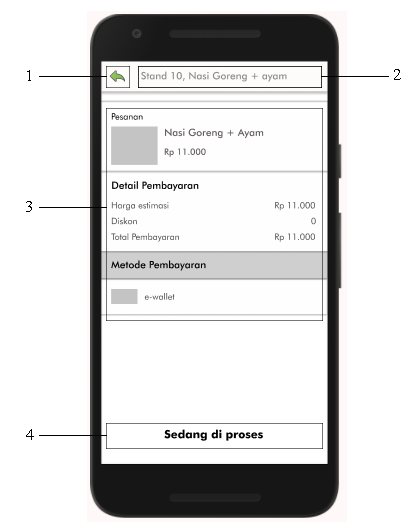 1
Stand 10, Nasi Goreng + ayam
2
Pesanan
Nasi Goreng + Ayam
Rp 11.000
Detail Pembayaran
3
Harga estimasi Rp 11.000
Diskon 0
Total Pembayaran Rp 11.000
Metode Pembayaran
e-wallet
4
Sedang di proses